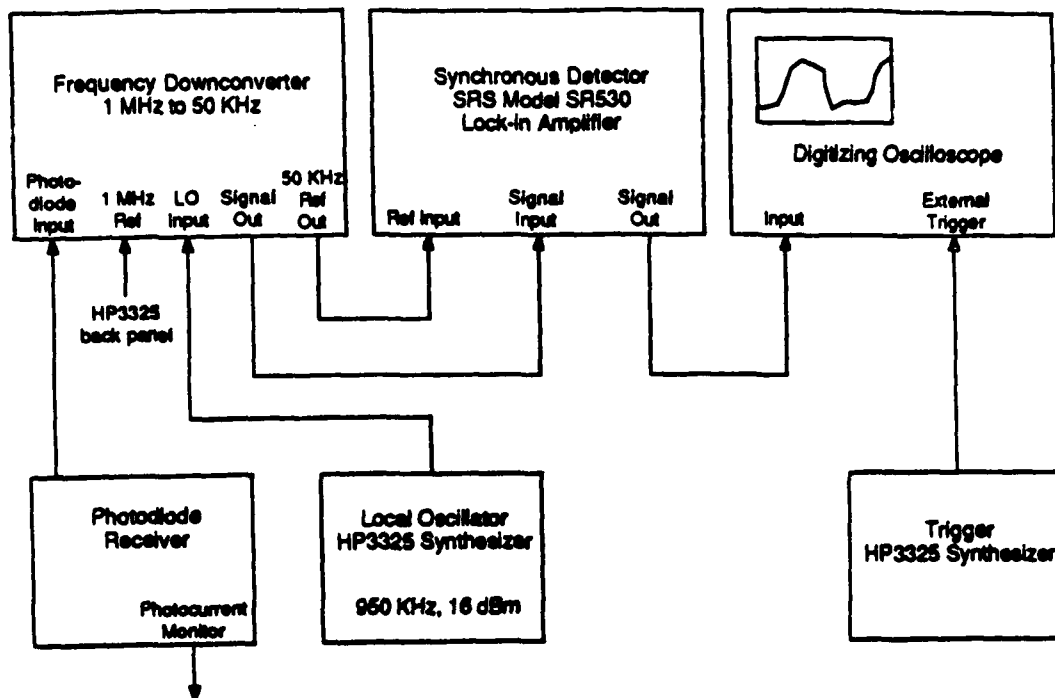 Frequency Downconverter
1 MHz to 50 KHz
Photo-
diode
Input
1 MHz
Ref
LO
Input
Signal
Out
50 KHz
Ref
Out
Synchronous Detector
SRS Model SR530
Lock-in Amplifier
Ref Input
Signal
Input
Signal
Out
Digitizing Oscilloscope
Input
External
Trigger
HP3325
back panel
Photodiode
Receiver
Photocurrent
Monitor
Local Oscillator
HP3325 Synthesizer
950 KHz, 16 dBm
Trigger
HP3325 Synthesizer